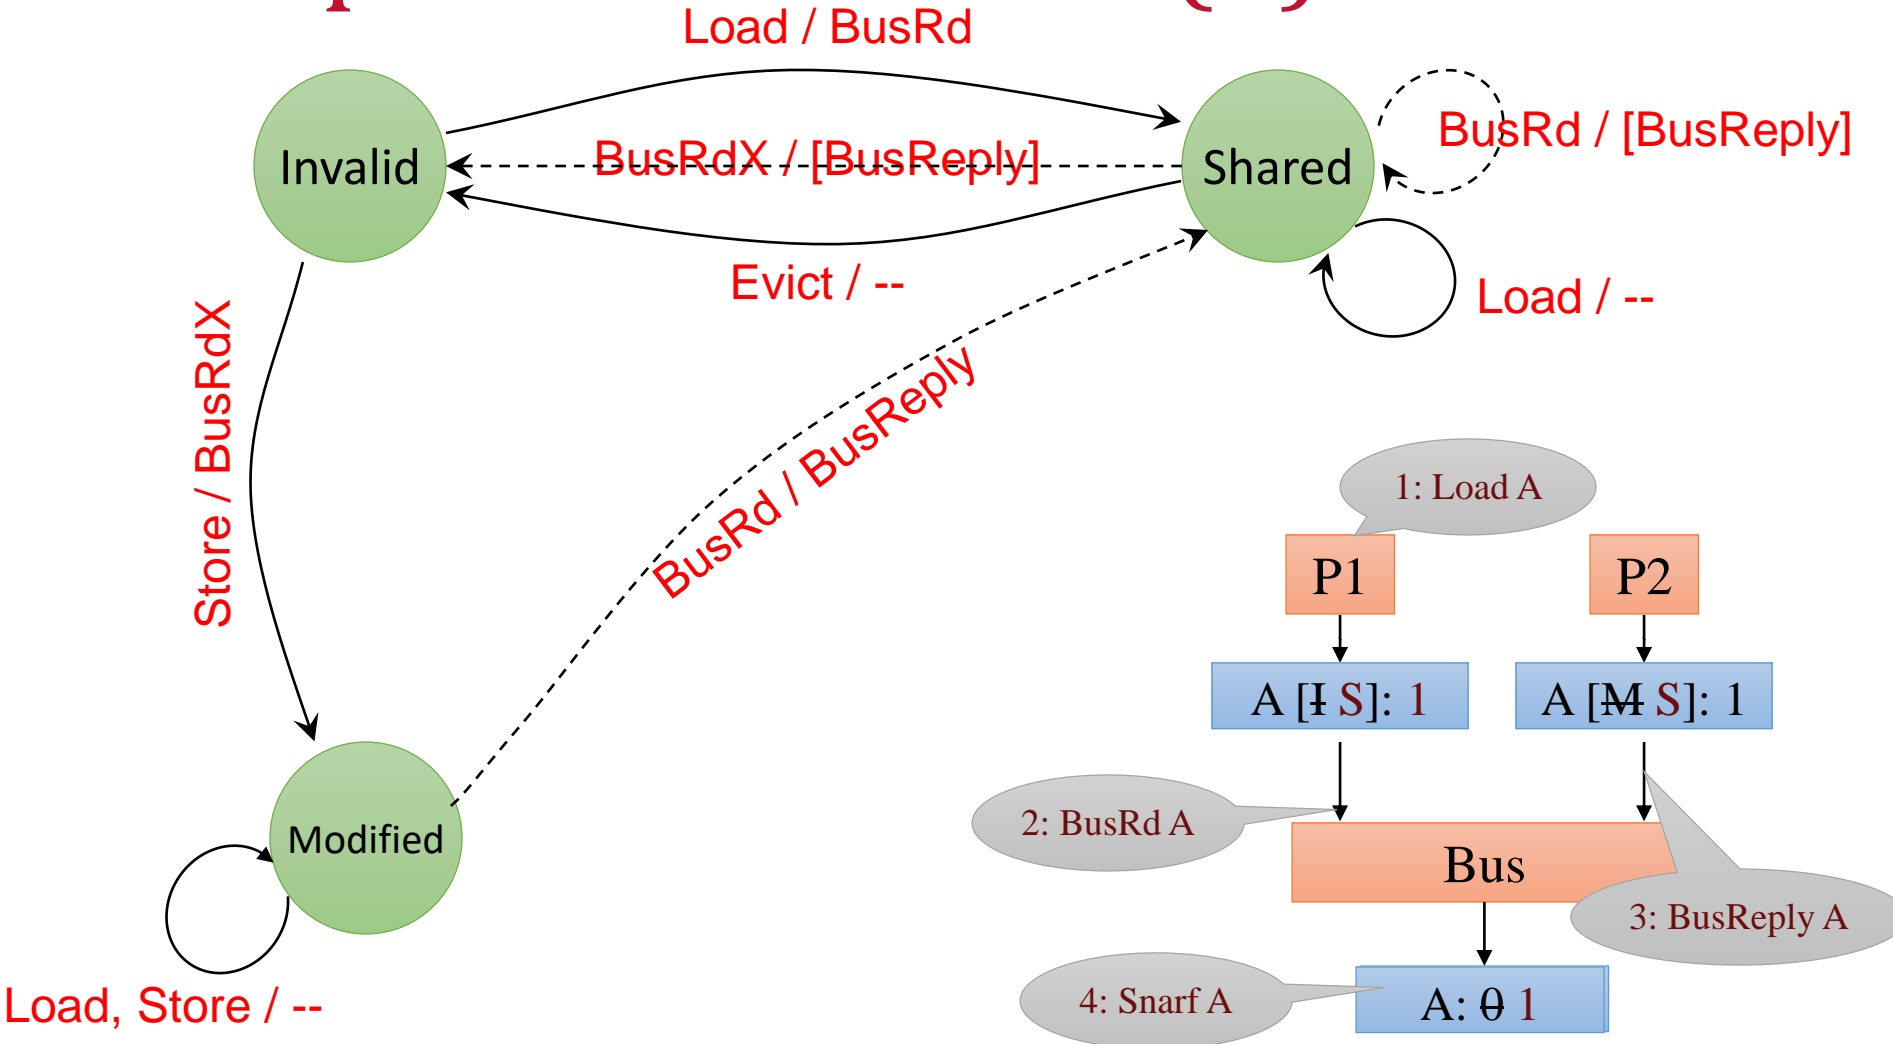 Load / BusRd
Invalid
BusRdX / [BusReply]
Shared
BusRd / [BusReply]
Evict / --
Load / --
Store / BusRdX
BusRd / BusReply
Modified
Load, Store / --
1: Load A
P1
P2
A [I S]: 1
A [M S]: 1
2: BusRd A
Bus
3: BusReply A
4: Snarf A
A: 0 1